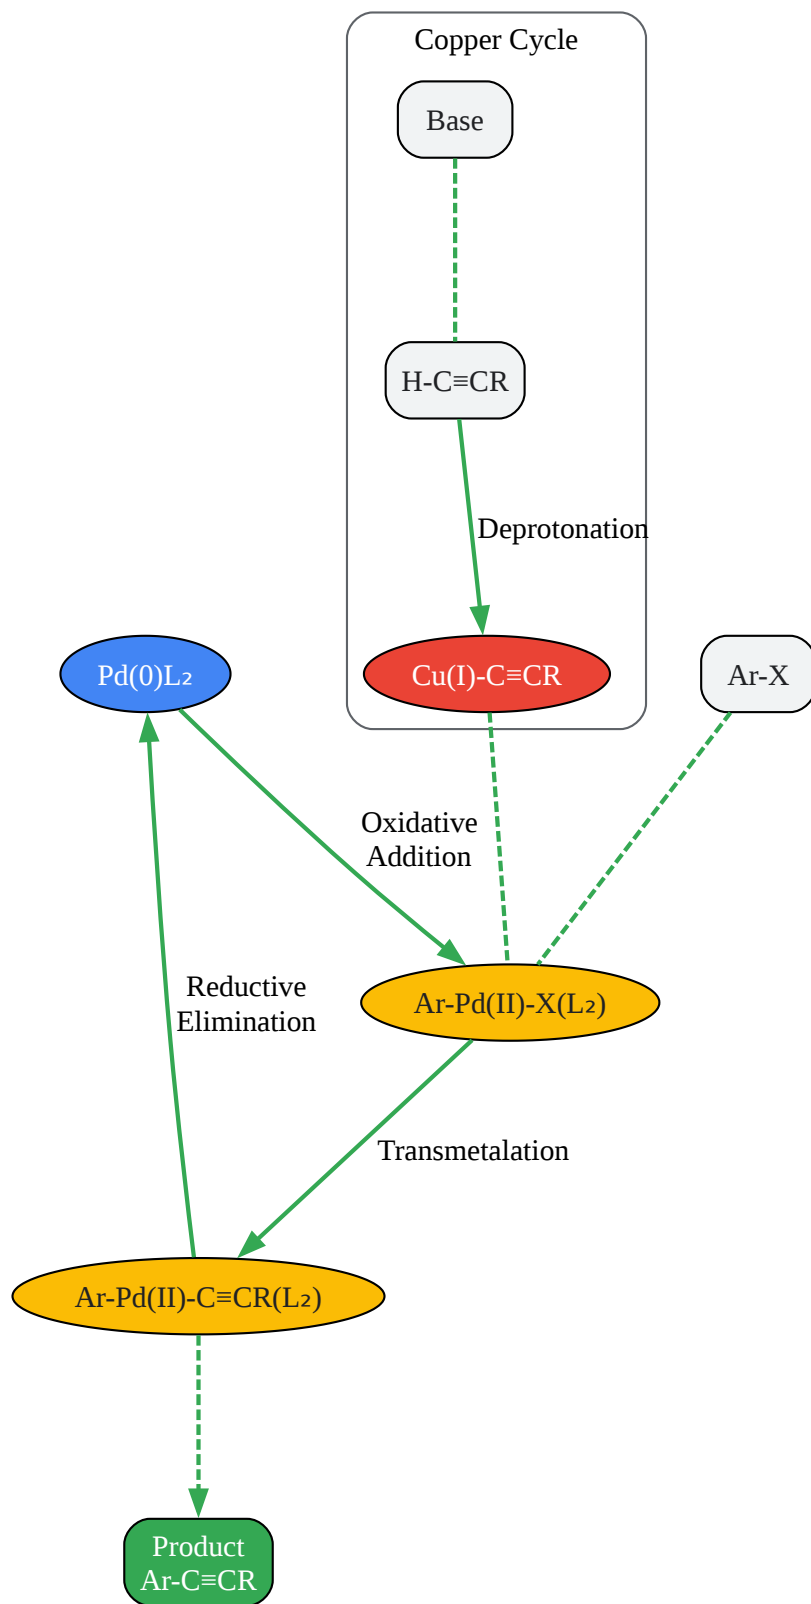 Copper Cycle
Base
H-C≡CR
Deprotonation
Pd(0)L₂
Cu(I)-C≡CR
Ar-X
Oxidative
Addition
Reductive
Elimination
Ar-Pd(II)-X(L₂)
Transmetalation
Ar-Pd(II)-C≡CR(L₂)
Product
Ar-C≡CR